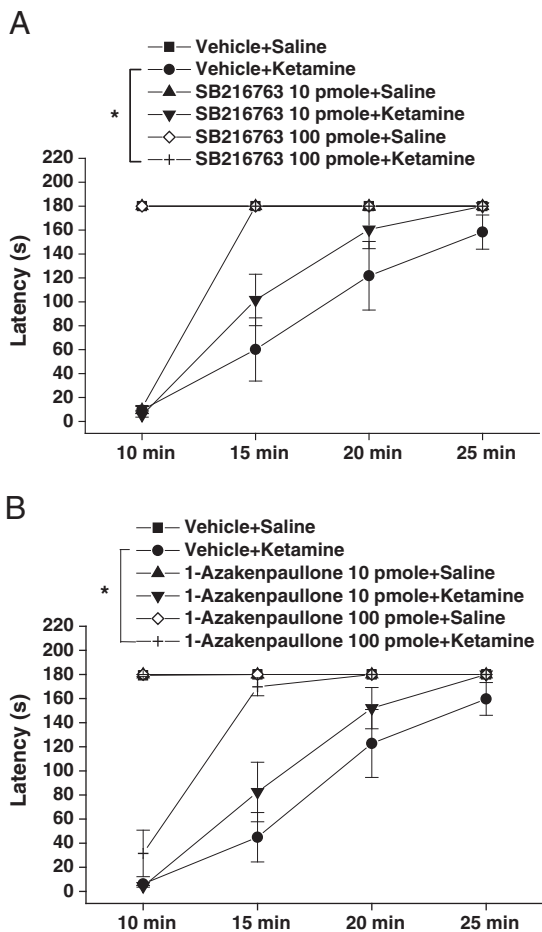 A
Vehicle+Saline
Vehicle+Ketamine
SB216763 10 pmole+Saline
SB216763 10 pmole+Ketamine
SB216763 100 pmole+Saline
SB216763 100 pmole+Ketamine
*
220
200
180
160
140
120
100
80
60
40
20
0
Latency (s)
10 min 15 min 20 min 25 min
B
Vehicle+Saline
Vehicle+Ketamine
1-Azakenpaullone 10 pmole+Saline
1-Azakenpaullone 10 pmole+Ketamine
1-Azakenpaullone 100 pmole+Saline
1-Azakenpaullone 100 pmole+Ketamine
*
220
200
180
160
140
120
100
80
60
40
20
0
Latency (s)
10 min 15 min 20 min 25 min